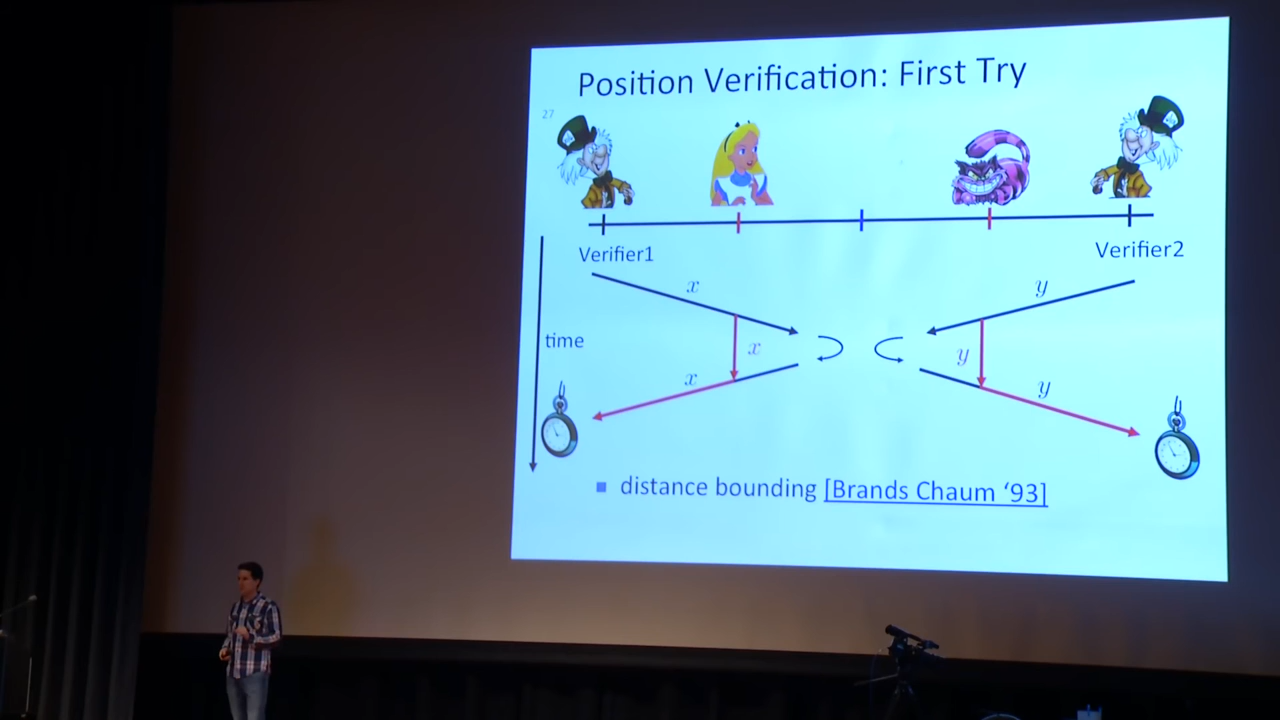 Position Verification: First Try
27
Verifier1
Verifier2
x
y
time
x
y
x
y
▪ distance bounding [Brands Chaum ‘93]